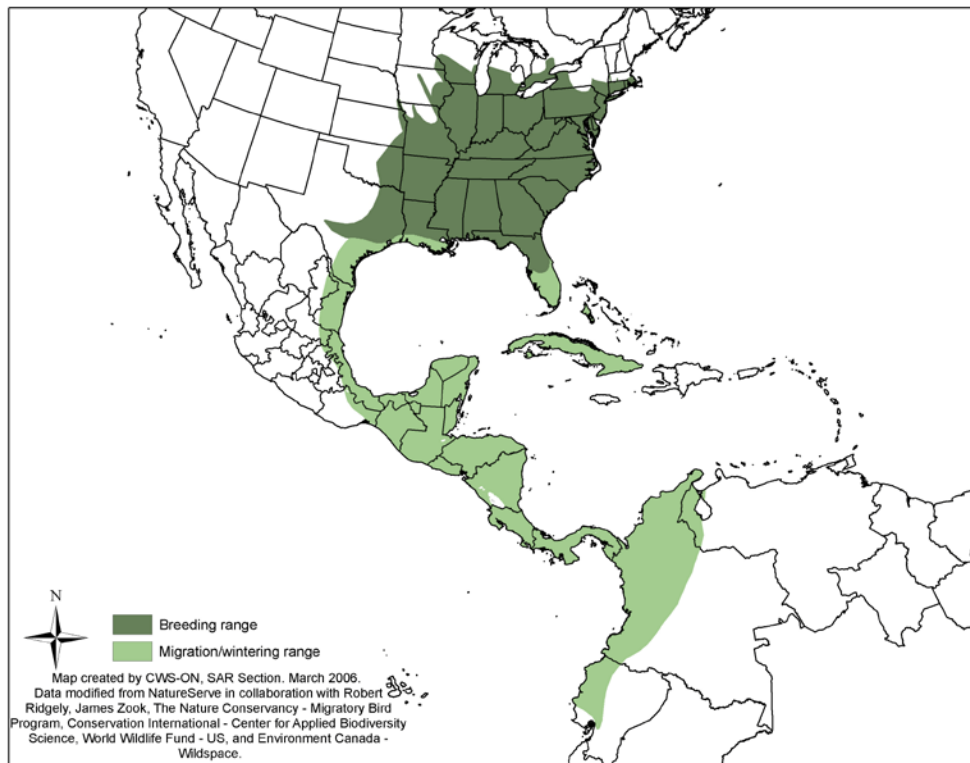 N
Breeding range
Migration/wintering range
Map created by CWS-ON, SAR Section. March 2006.
Data modified from NatureServe in collaboration with Robert
Ridgely, James Zook, The Nature Conservancy - Migratory Bird
Program, Conservation International - Center for Applied Biodiversity
Science, World Wildlife Fund - US, and Environment Canada -
Wildspace.